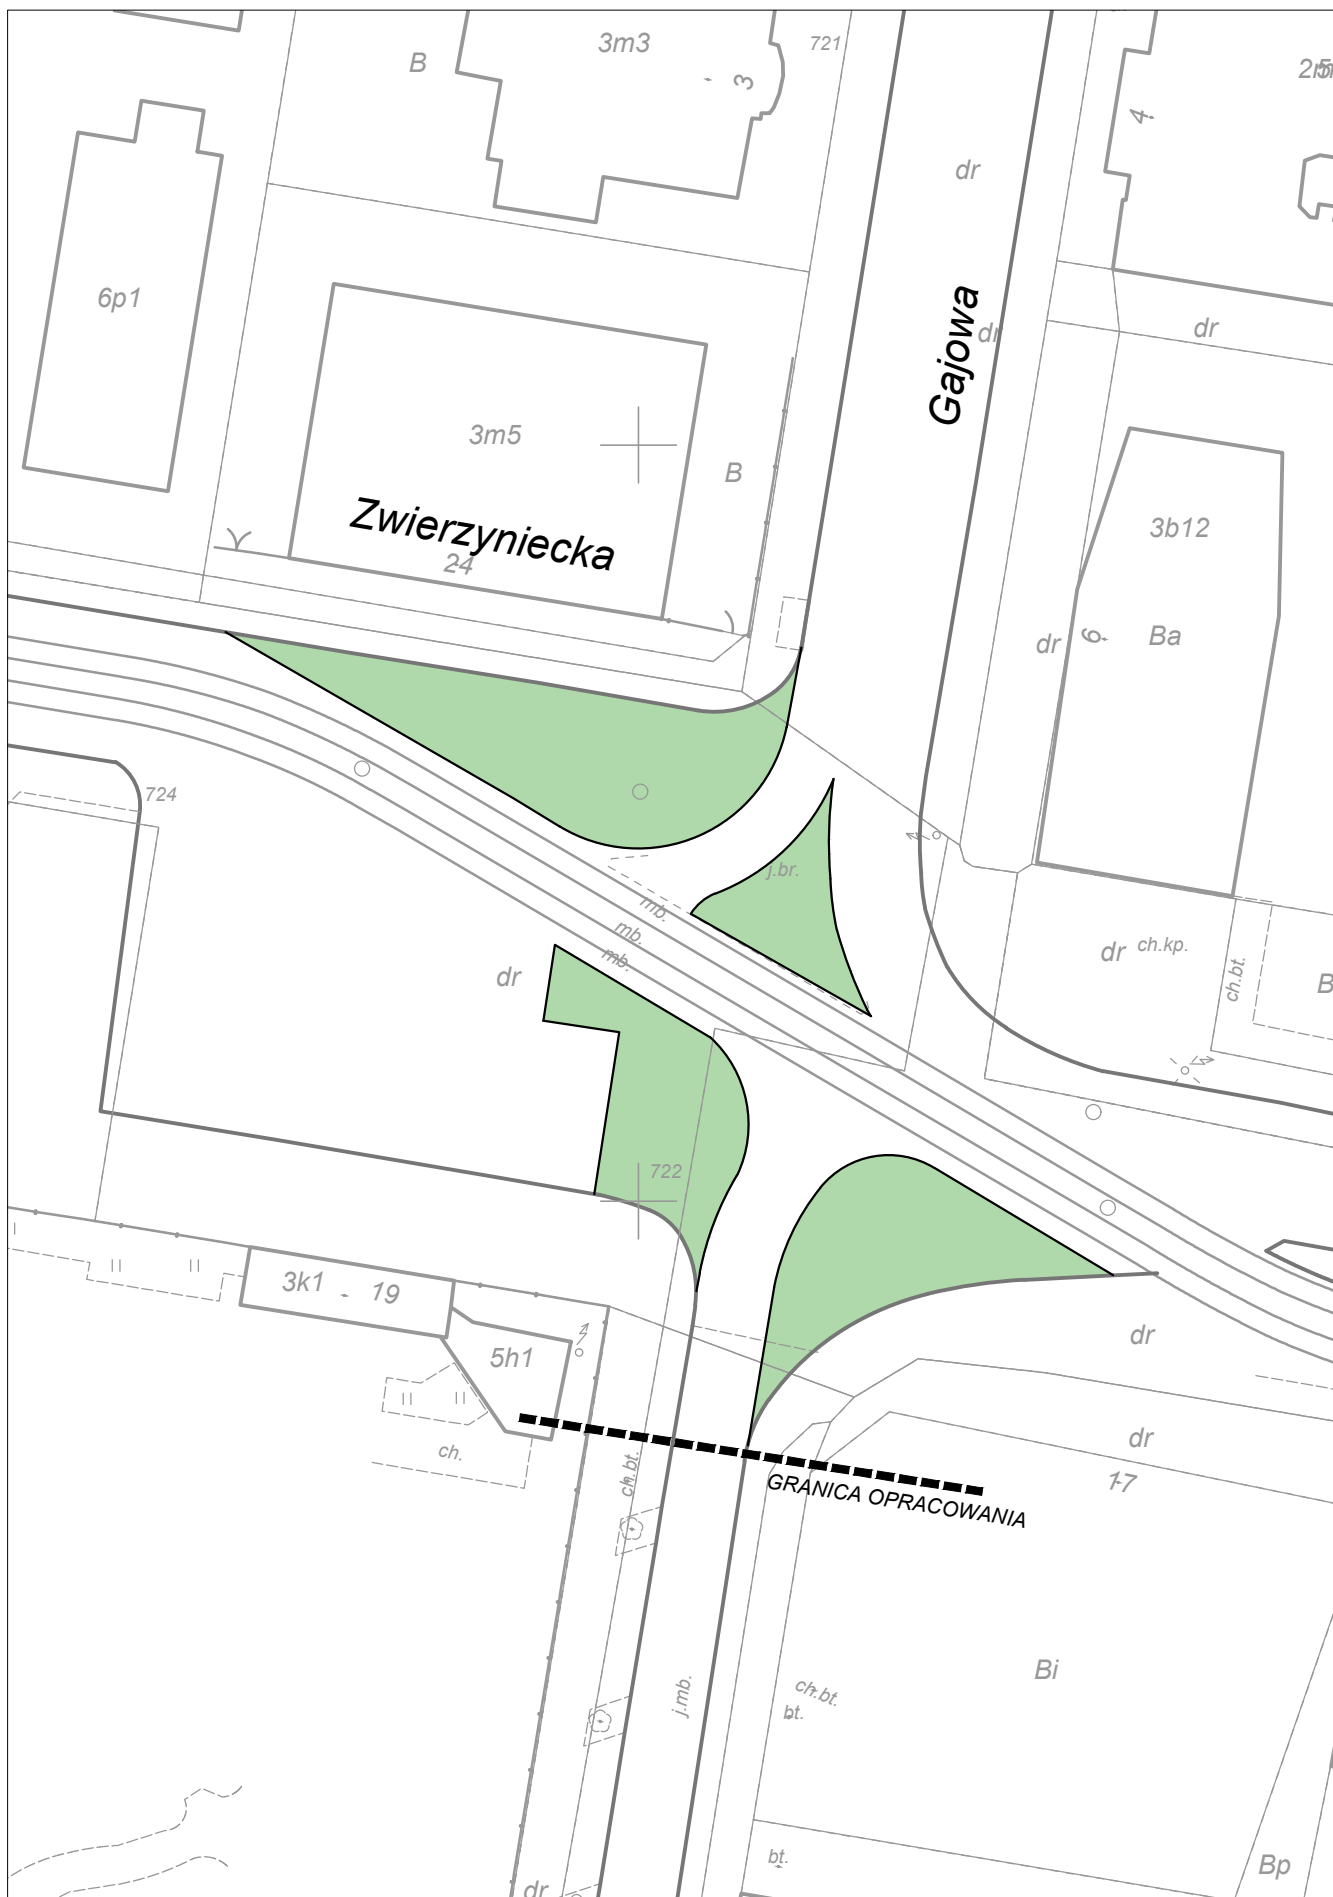 3m3
B
721
3
4
dr
6p1
Gajowa
dr
dr
3m5
B
Zwierzyniecka
24
3b12
dr
6
Ba
724
j.br.
mb.
mb.
mb.
dr
dr
ch.kp.
ch.bt.
B
722
3k1 - 19
5h1
dr
ch.
ch.bt.
dr
17
GRANICA OPRACOWANIA
Bi
j.mb.
ch.bt.
bt.
bt.
Bp
dr